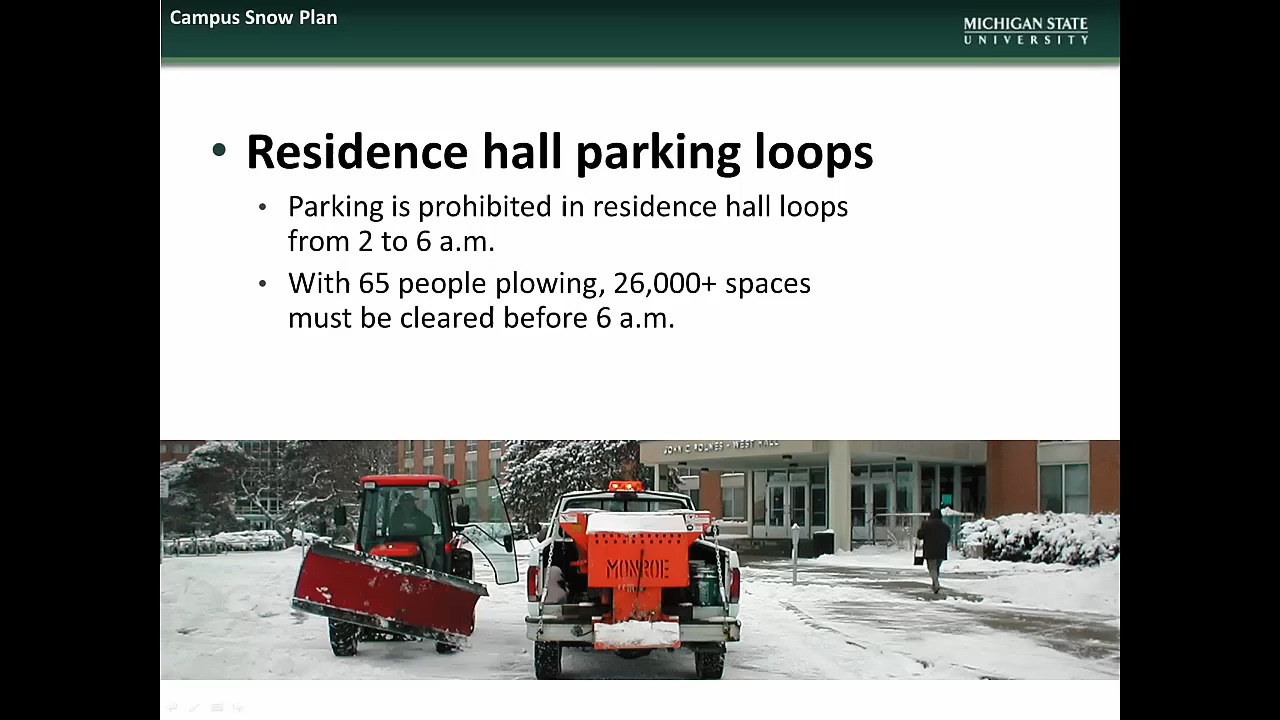 Campus Snow Plan
MICHIGAN STATE
UNIVERSITY
• Residence hall parking loops
• Parking is prohibited in residence hall loops
from 2 to 6 a.m.
• With 65 people plowing, 26,000+ spaces
must be cleared before 6 a.m.
JOHN C HOLMES - WEST HALL
MONROE